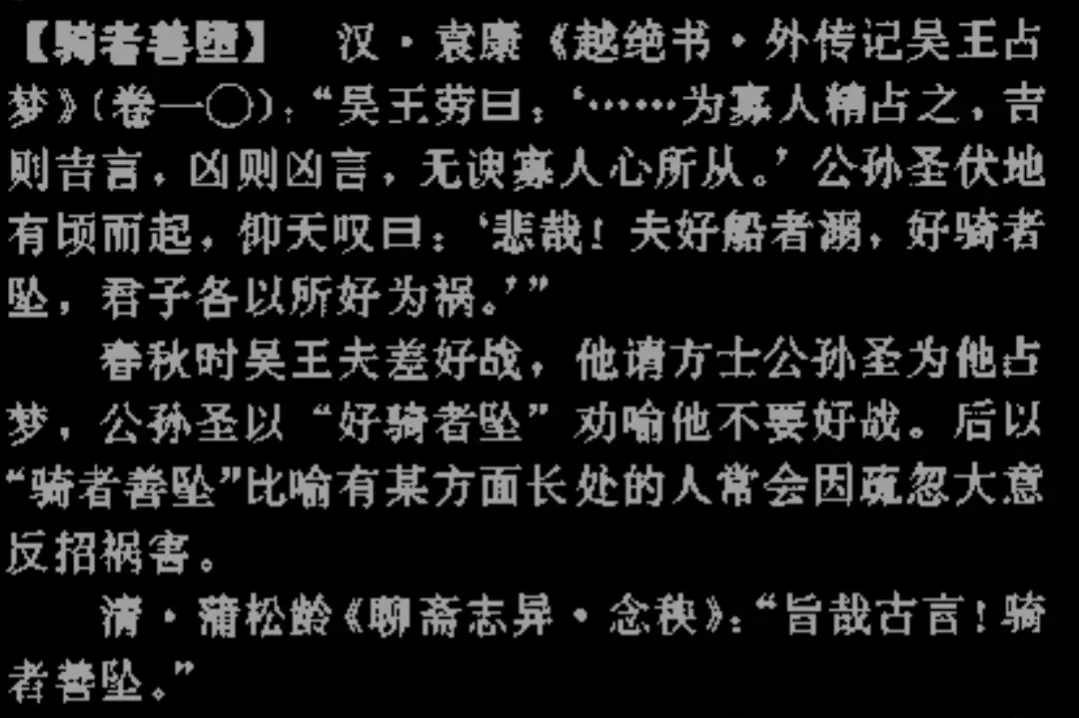 【骑者善坠】 汉·袁康《越绝书·外传记吴王占
梦》(卷一〇):“吴王劳曰:‘……为寡人精占之,吉
则吉言,凶则凶言,无谀寡人心所从。’公孙圣伏地
有顷而起,仰天叹曰:‘悲哉!夫好船者溺,好骑者
坠,君子各以所好为祸。’”
春秋时吴王夫差好战,他请方士公孙圣为他占
梦,公孙圣以“好骑者坠”劝喻他不要好战。后以
“骑者善坠”比喻有某方面长处的人常会因疏忽大意
反招祸害。
清·蒲松龄《聊斋志异·念秧》:“旨哉古言!骑
者善坠。”